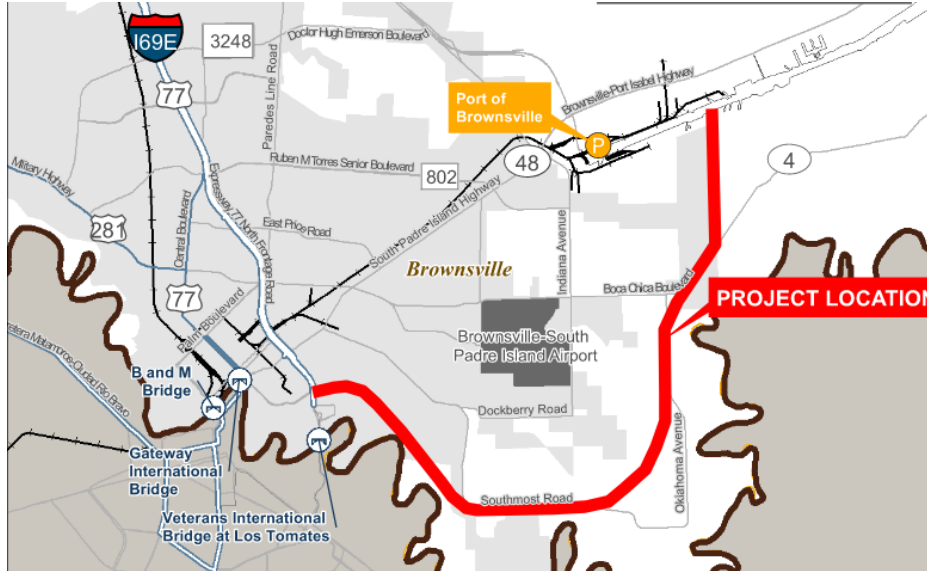 I69E
3248
Doctor Hugh Emerson Boulevard
77
Paredes Line Road
Port of
Brownsville
P
Brownsville-Port Isabel Highway
Military Highway
Ruben M Torres Senior Boulevard
802
48
4
281
Central Boulevard
Expressway 77 North Frontage Road
East Price Road
South Padre Island Highway
Indiana Avenue
Brownsville
77
Boca Chica Boulevard
PROJECT LOCATION
Palm Boulevard
Brownsville-South
Padre Island Airport
B and M
Bridge
Dockberry Road
Gateway
International
Bridge
Southmost Road
Oklahoma Avenue
Veterans International
Bridge at Los Tomates